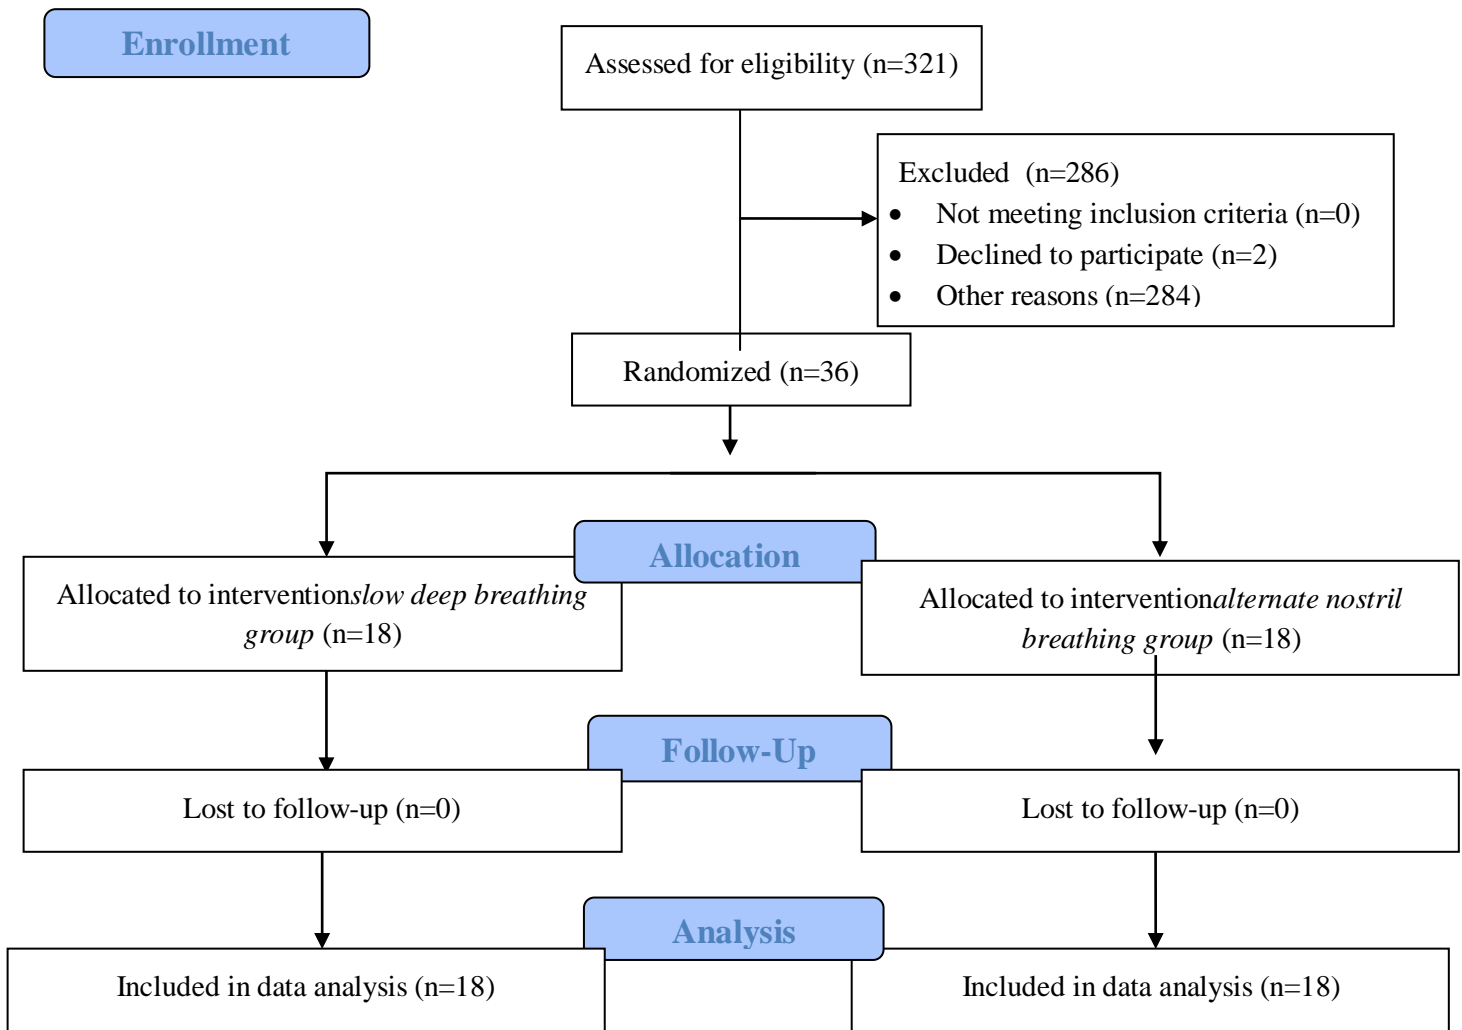 Enrollment
Assessed for eligibility (n=321)
Excluded  (n=286)
• Not meeting inclusion criteria (n=0)
• Declined to participate (n=2)
• Other reasons (n=284)
Randomized (n=36)
Allocation
Allocated to interventionslow deep breathing
group (n=18)
Allocated to interventionalternate nostril
breathing group (n=18)
Follow-Up
Lost to follow-up (n=0)
Lost to follow-up (n=0)
Analysis
Included in data analysis (n=18)
Included in data analysis (n=18)